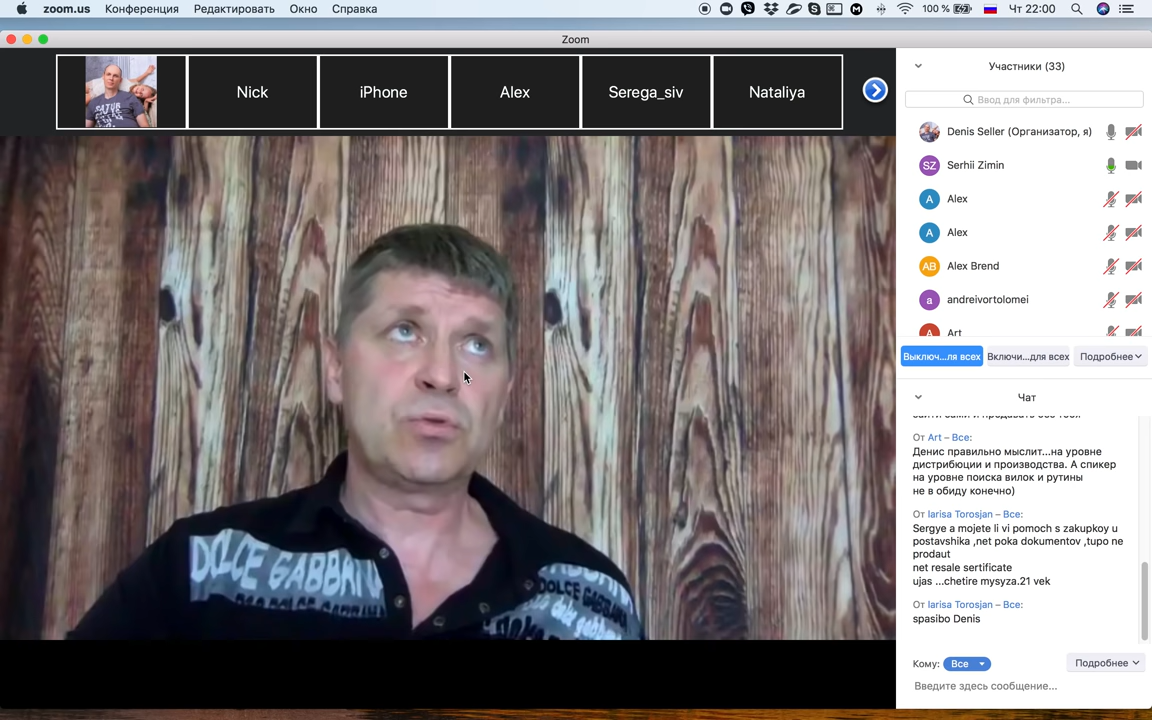 zoom.us Конференция Редактировать Окно Справка 100 % Чт 22:00
Zoom
Nick iPhone Alex Serega_siv Nataliya
DOLCE GABBANA
Участники (33)
Ввод для фильтра...
Denis Seller (Организатор, я)
SZ Serhii Zimin
A Alex
A Alex
AB Alex Brend
a andreivortolomei
A Art
Выключ...ля всех Включи...для всех Подробнее
Чат
От Art – Все:
Денис правильно мыслит...на уровне
дистрибюции и производства. А спикер
на уровне поиска вилок и рутины
не в обиду конечно)
От larisa Torosjan – Все:
Sergye a mojete li vi pomoch s zakupkoy u
postavshika ,net poka dokumentov ,tupo ne
prodaut
net resale sertificate
ujas ...chetire mysyza.21 vek
От larisa Torosjan – Все:
spasibo Denis
Кому: Все Подробнее
Введите здесь сообщение...